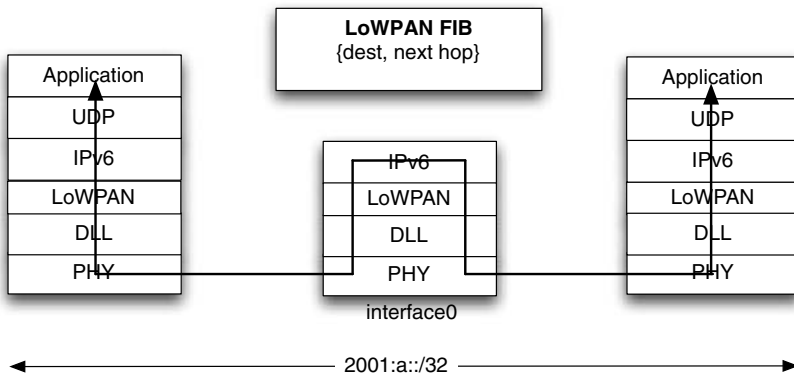 LoWPAN FIB
{dest, next hop}
Application
UDP
IPv6
LoWPAN
DLL
PHY
IPv6
LoWPAN
DLL
PHY
interface0
Application
UDP
IPv6
LoWPAN
DLL
PHY
2001:a::/32